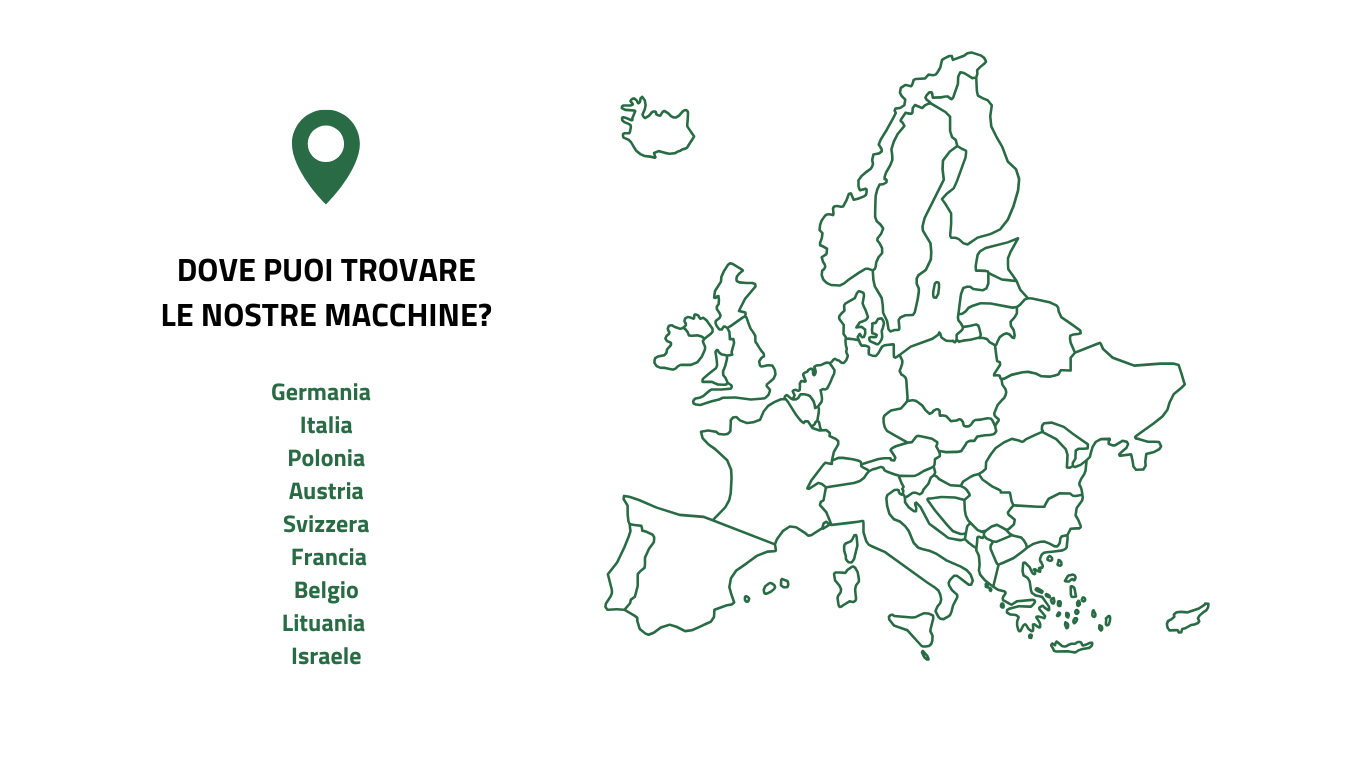 DOVE PUOI TROVARE
LE NOSTRE MACCHINE?
Germania
Italia
Polonia
Austria
Svizzera
Francia
Belgio
Lituania
Israele